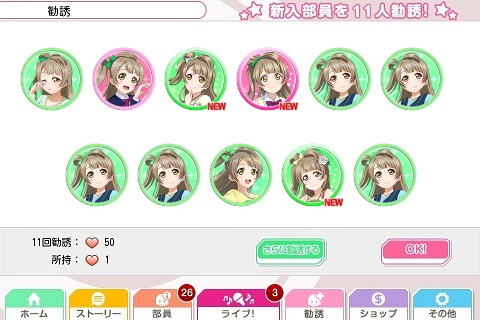 勧誘
新入部員を11人勧誘!
NEW
NEW
NEW
11回勧誘: 50
所持: 1
さらに勧誘する
OK!
26
3
ホーム
ストーリー
部員
ライブ!
勧誘
ショップ
その他